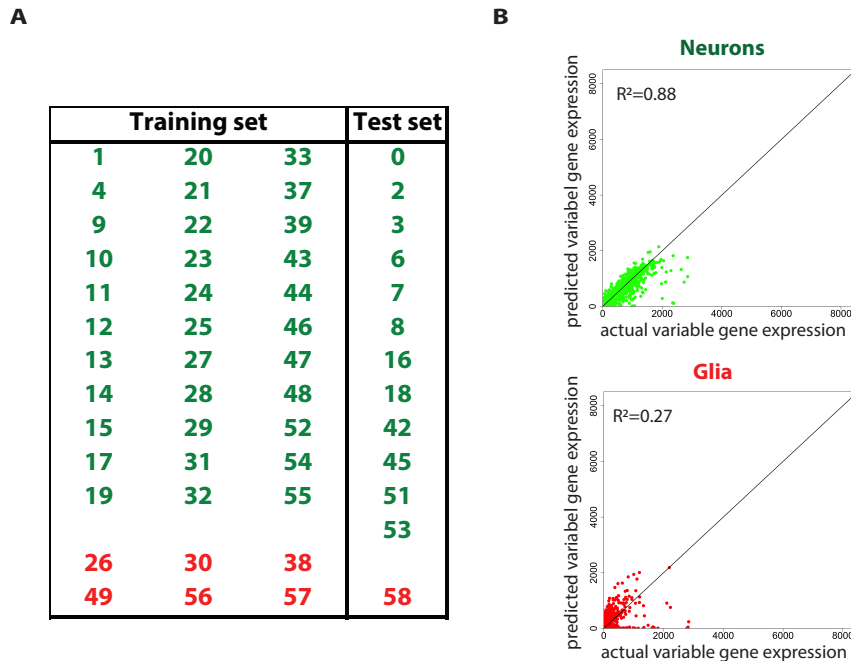 A
Training set Test set
1 20 33 0
4 21 37 2
9 22 39 3
10 23 43 6
11 24 44 7
12 25 46 8
13 27 47 16
14 28 48 18
15 29 52 42
17 31 54 45
19 32 55 51
53
26 30 38
49 56 57 58
B
Neurons
R²=0.88
predicted variabel gene expression
8000
6000
4000
2000
0
0 2000 4000 6000 8000
actual variable gene expression
Glia
R²=0.27
predicted variabel gene expression
8000
6000
4000
2000
0
0 2000 4000 6000 8000
actual variable gene expression